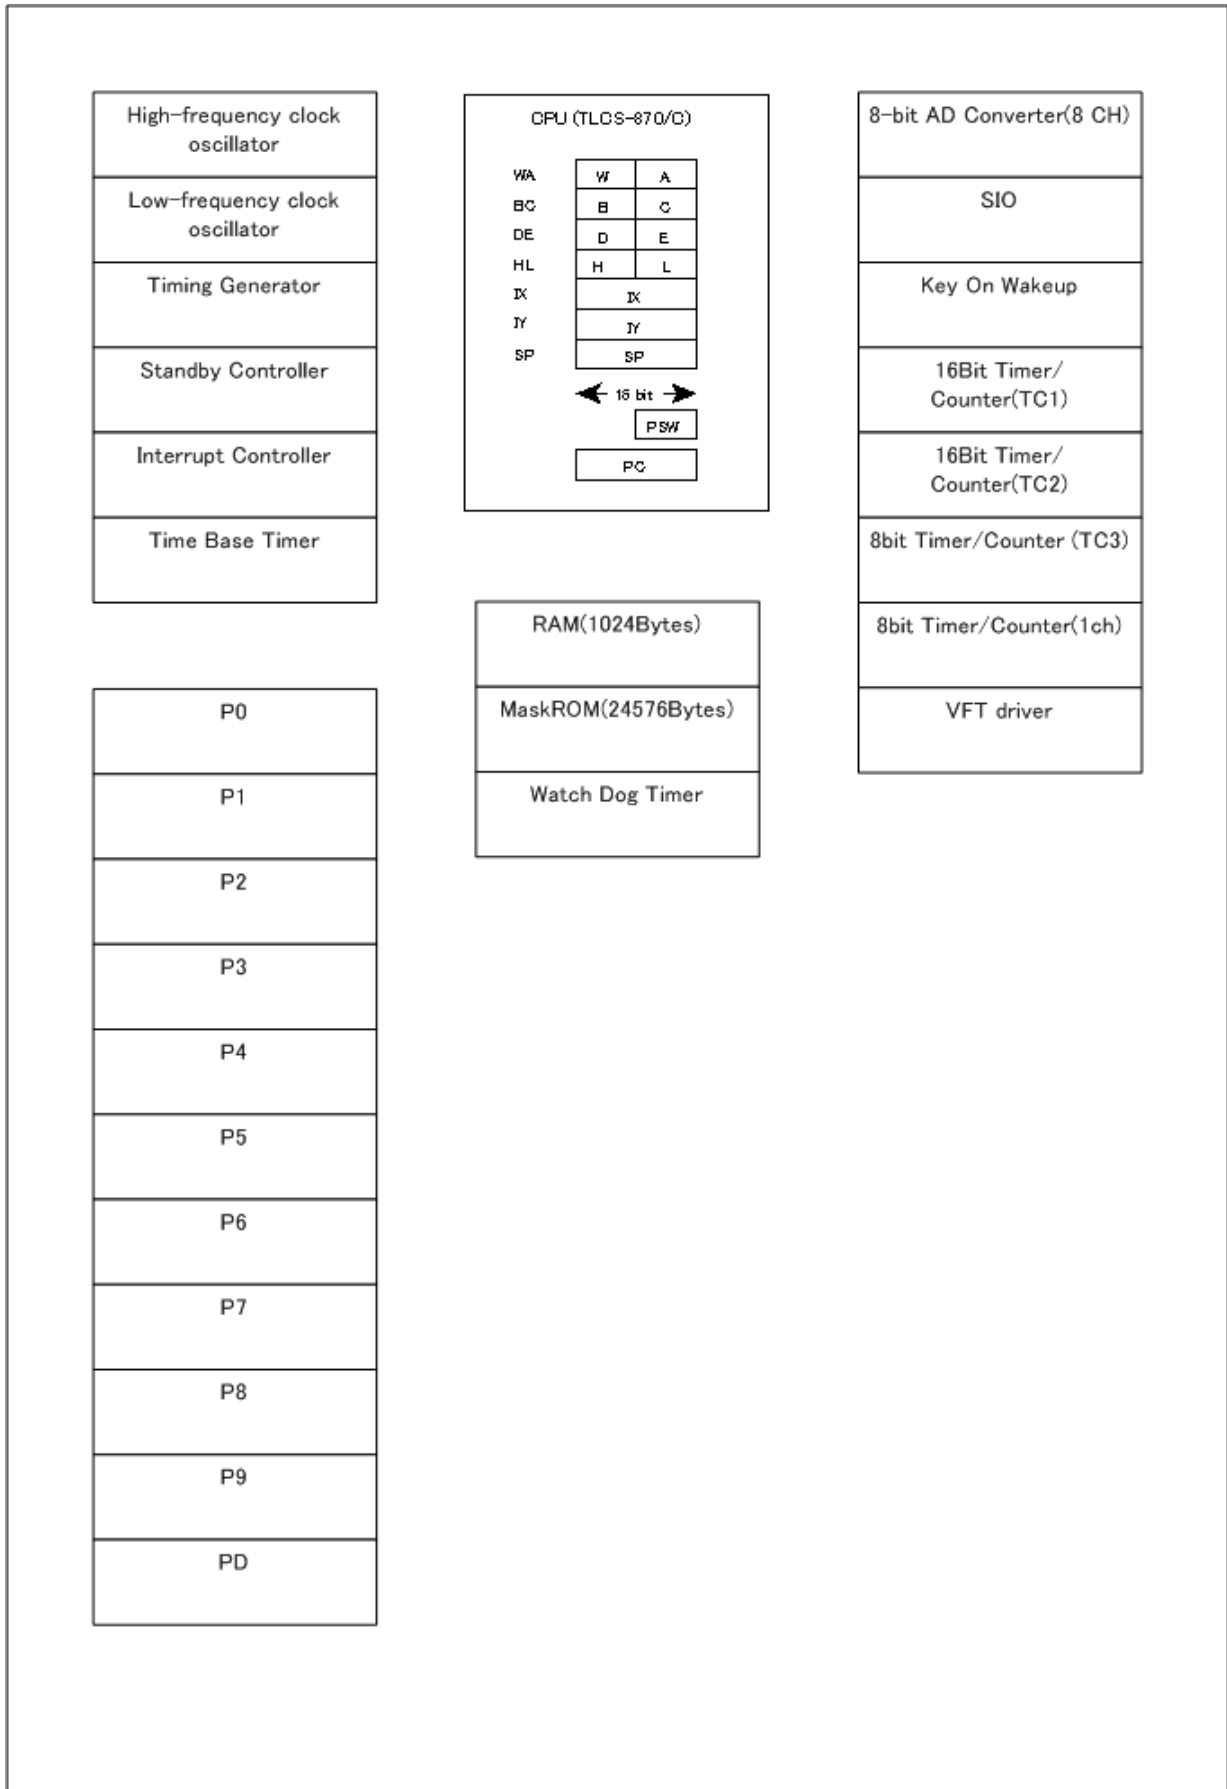 High-frequency clock
oscillator
Low-frequency clock
oscillator
Timing Generator
Standby Controller
Interrupt Controller
Time Base Timer
P0
P1
P2
P3
P4
P5
P6
P7
P8
P9
PD
CPU (TLCS-870/C)
WA W A
BC B C
DE D E
HL H L
IX IX
IY IY
SP SP
16 bit
PSW
PC
RAM(1024Bytes)
MaskROM(24576Bytes)
Watch Dog Timer
8-bit AD Converter(8 CH)
SIO
Key On Wakeup
16Bit Timer/
Counter(TC1)
16Bit Timer/
Counter(TC2)
8bit Timer/Counter (TC3)
8bit Timer/Counter(1ch)
VFT driver